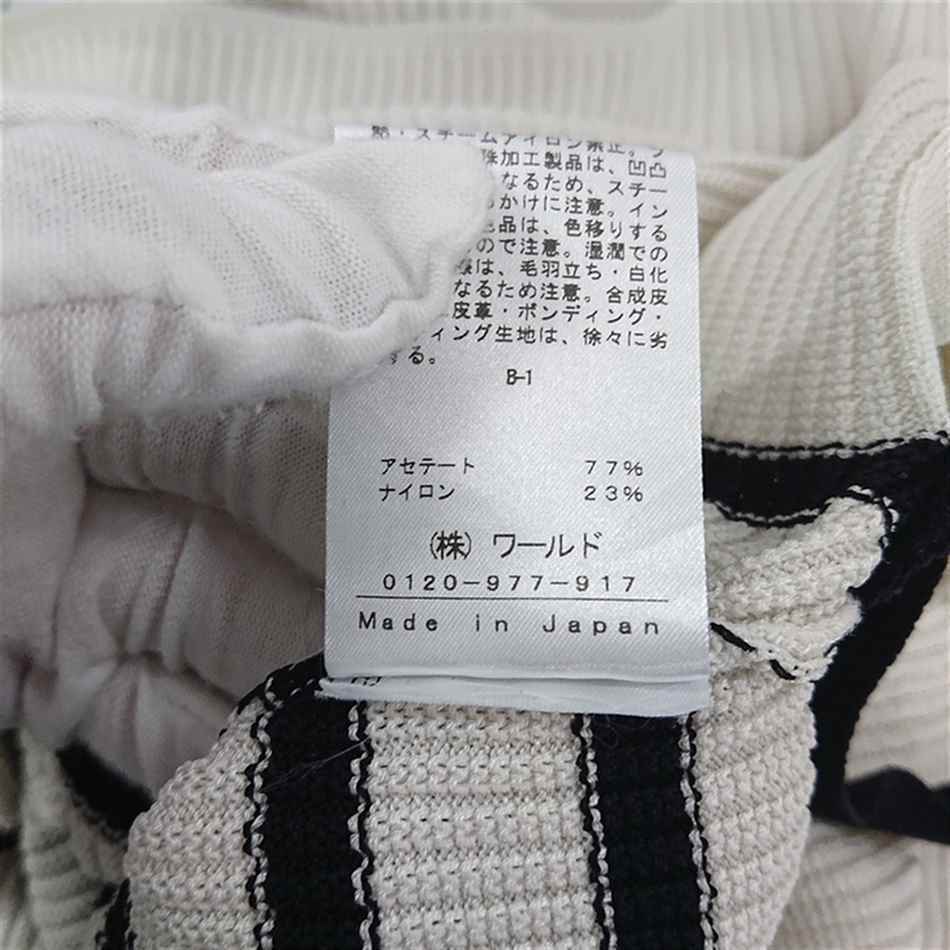 ・スチームアイロン禁止。
殊加工製品は、凹凸
なるため、スチー
かけに注意。イン
品は、色移りする
ので注意。湿潤での
は、毛羽立ち・白化
なるため注意。合成皮
皮革・ボンディング・
ィング生地は、徐々に劣
する。
B-1
アセテート 77%
ナイロン 23%
(株) ワールド
0120-977-917
Made in Japan